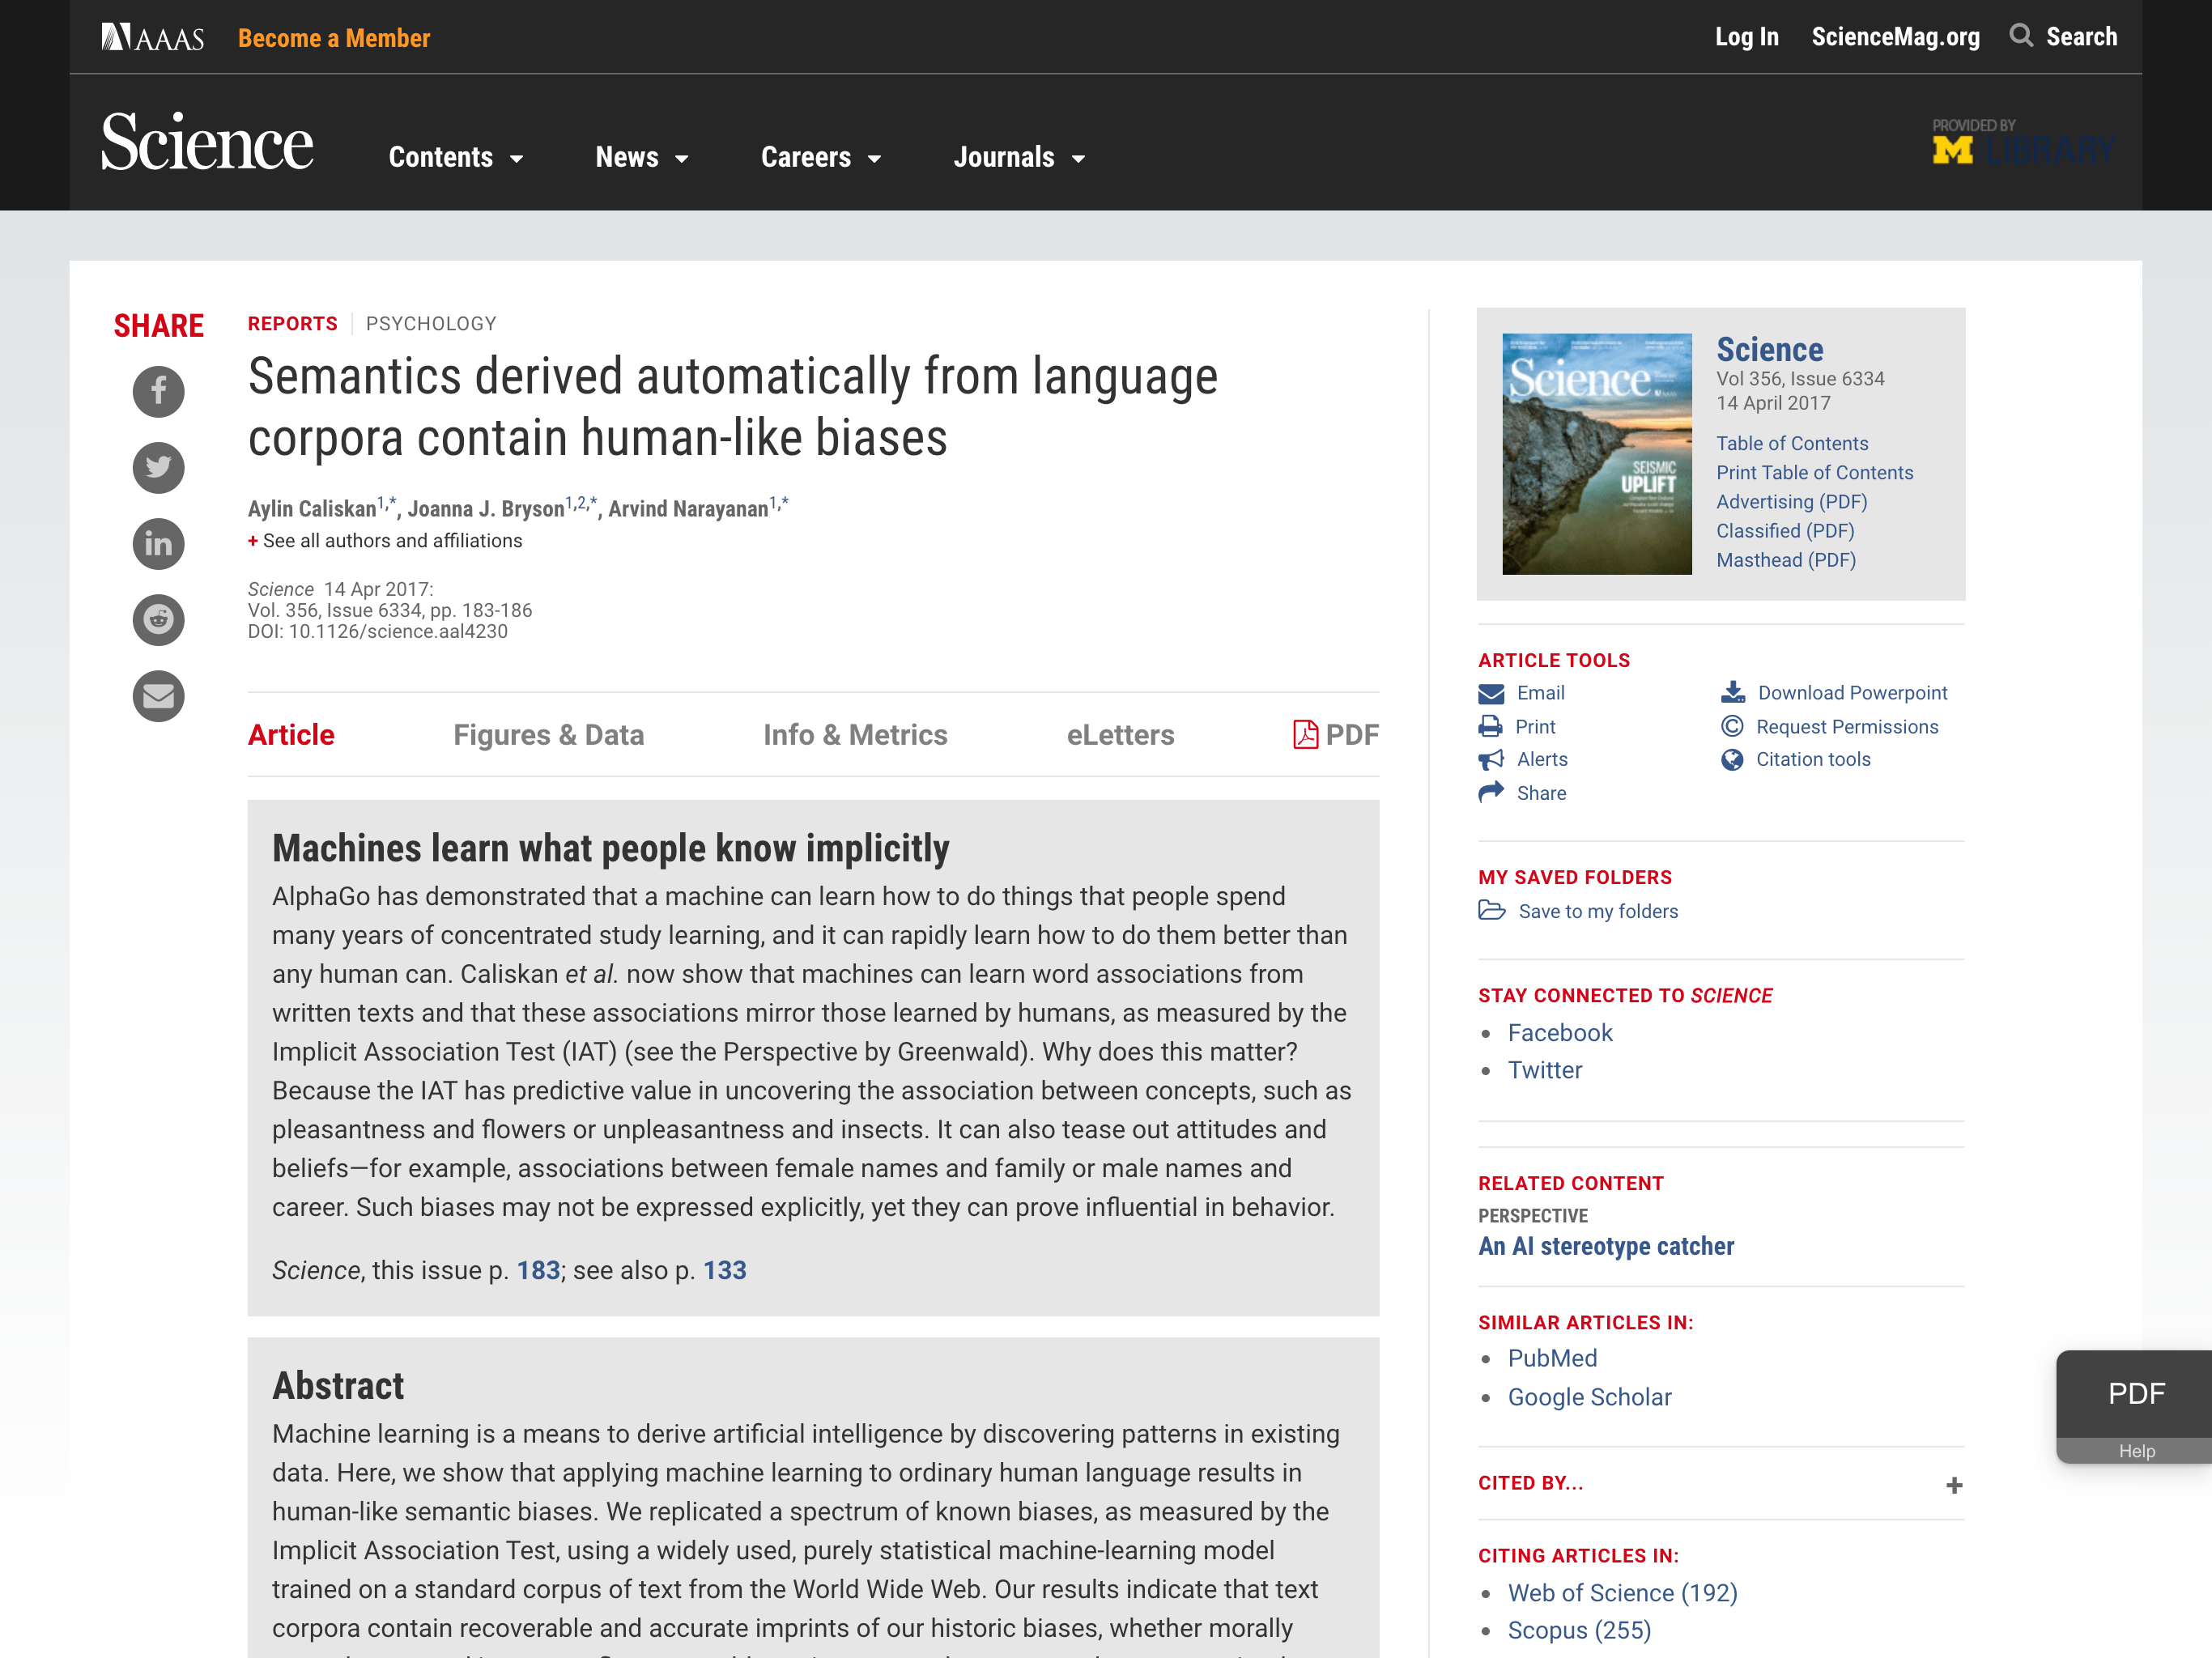 AAAS Become a Member
Log In ScienceMag.org Search
Science Contents News Careers Journals
PROVIDED BY
M LIBRARY
SHARE
REPORTS PSYCHOLOGY
Semantics derived automatically from language
corpora contain human-like biases
Aylin Caliskan1,*, Joanna J. Bryson1,2,*, Arvind Narayanan1,*
+ See all authors and affiliations
Science 14 Apr 2017:
Vol. 356, Issue 6334, pp. 183-186
DOI: 10.1126/science.aal4230
Article Figures & Data Info & Metrics eLetters PDF
Machines learn what people know implicitly
AlphaGo has demonstrated that a machine can learn how to do things that people spend
many years of concentrated study learning, and it can rapidly learn how to do them better than
any human can. Caliskan et al. now show that machines can learn word associations from
written texts and that these associations mirror those learned by humans, as measured by the
Implicit Association Test (IAT) (see the Perspective by Greenwald). Why does this matter?
Because the IAT has predictive value in uncovering the association between concepts, such as
pleasantness and flowers or unpleasantness and insects. It can also tease out attitudes and
beliefs—for example, associations between female names and family or male names and
career. Such biases may not be expressed explicitly, yet they can prove influential in behavior.
Science, this issue p. 183; see also p. 133
Abstract
Machine learning is a means to derive artificial intelligence by discovering patterns in existing
data. Here, we show that applying machine learning to ordinary human language results in
human-like semantic biases. We replicated a spectrum of known biases, as measured by the
Implicit Association Test, using a widely used, purely statistical machine-learning model
trained on a standard corpus of text from the World Wide Web. Our results indicate that text
corpora contain recoverable and accurate imprints of our historic biases, whether morally
Science
SEISMIC
UPLIFT
Science
Vol 356, Issue 6334
14 April 2017
Table of Contents
Print Table of Contents
Advertising (PDF)
Classified (PDF)
Masthead (PDF)
ARTICLE TOOLS
Email
Print
Alerts
Share
Download Powerpoint
Request Permissions
Citation tools
MY SAVED FOLDERS
Save to my folders
STAY CONNECTED TO SCIENCE
Facebook
Twitter
RELATED CONTENT
PERSPECTIVE
An AI stereotype catcher
SIMILAR ARTICLES IN:
PubMed
Google Scholar
CITED BY...
+
CITING ARTICLES IN:
Web of Science (192)
Scopus (255)
PDF
Help